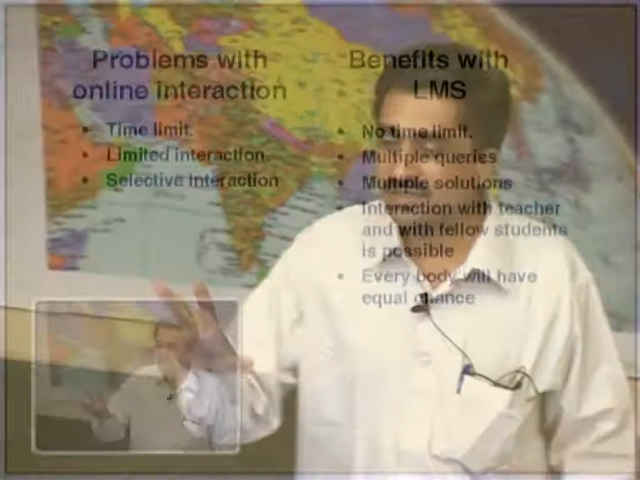 Problems with
online interaction
• Time limit.
• Limited interaction.
• Selective interaction
Benefits with
LMS
• No time limit.
• Multiple queries
• Multiple solutions
Interaction with teacher
and with fellow students
is possible
• Every body will have
equal chance